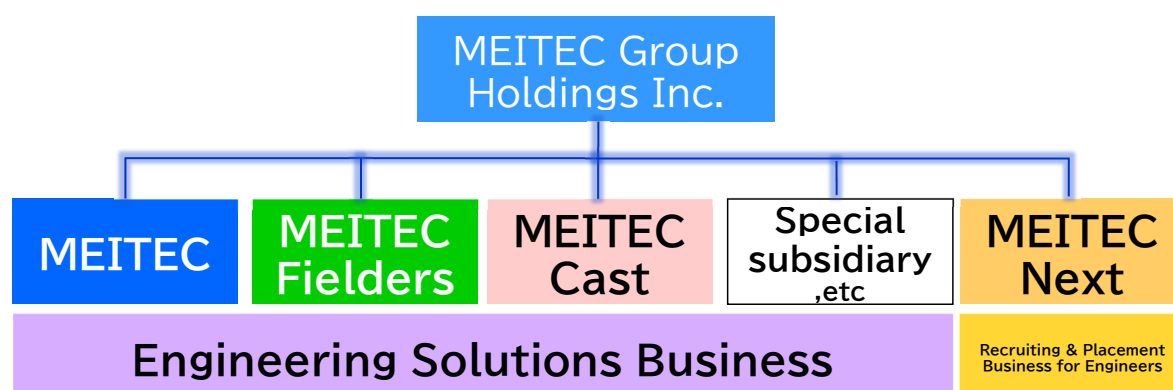 MEITEC Group
Holdings Inc.
MEITEC
MEITEC
Fielders
MEITEC
Cast
Special
subsidiary
,etc
MEITEC
Next
Engineering Solutions Business
Recruiting & Placement
Business for Engineers